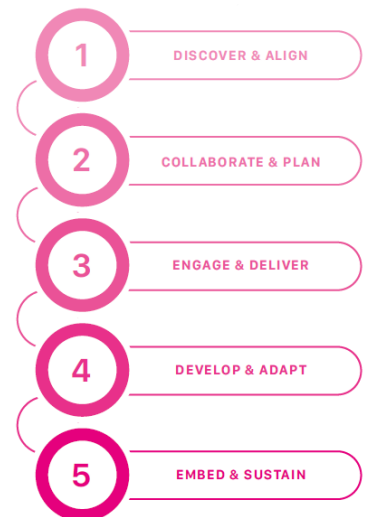 1
DISCOVER & ALIGN
2
COLLABORATE & PLAN
3
ENGAGE & DELIVER
4
DEVELOP & ADAPT
5
EMBED & SUSTAIN